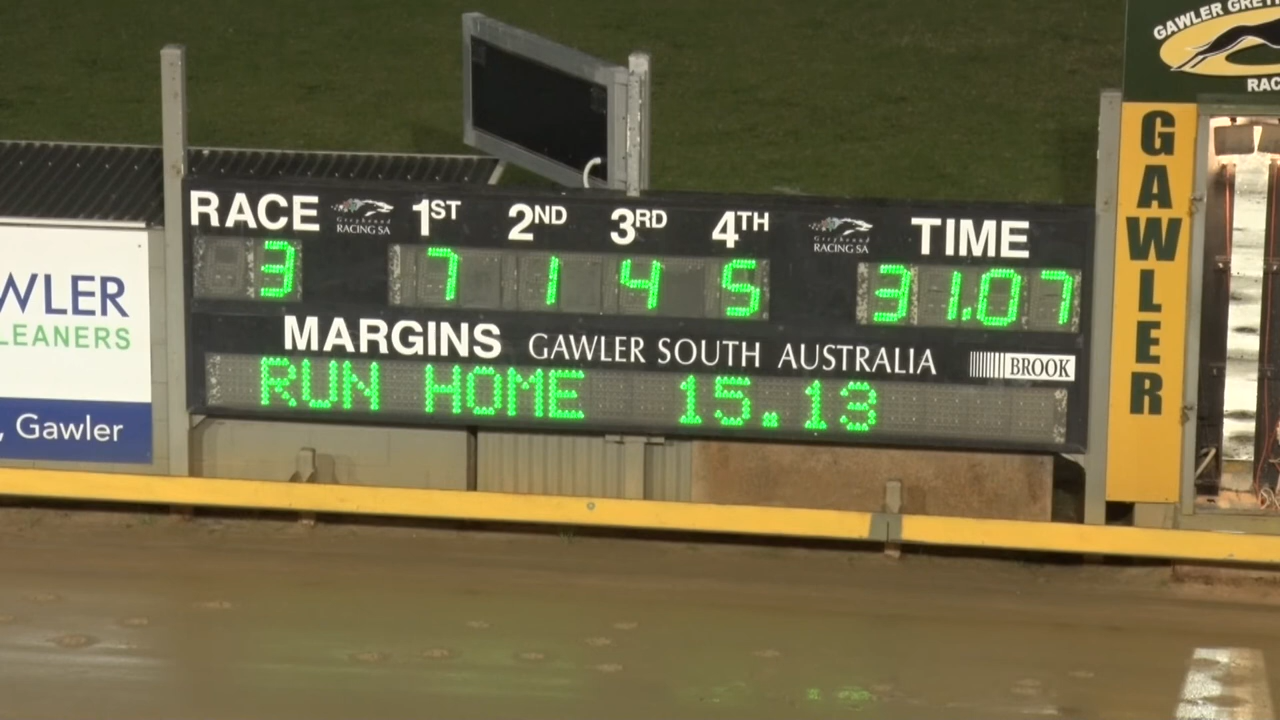 GAWLER GREY
RAC
GAWLER
RACE Greyhound RACING SA 1ST 2ND 3RD 4TH Greyhound RACING SA TIME
3 7 1 4 5 31.07
MARGINS GAWLER SOUTH AUSTRALIA BROOK
RUN HOME 15.13
WLER
LEANERS
, Gawler